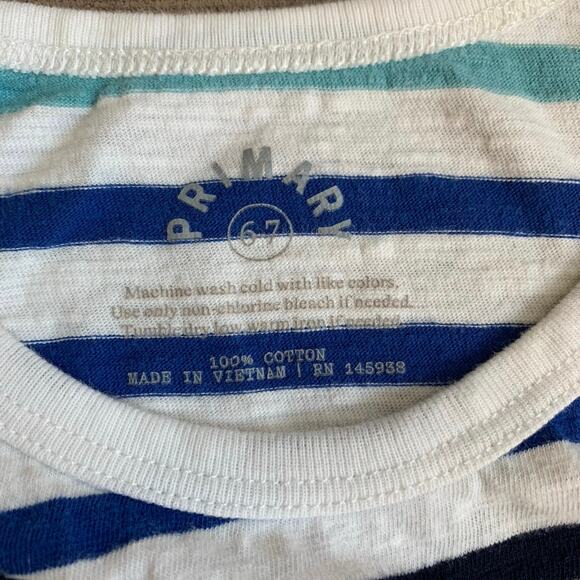 PRIMARY
6-7
Machine wash cold with like colors.
Use only non-chlorine bleach if needed.
Tumble dry low warm iron if needed.
100% COTTON
MADE IN VIETNAM | RN 145938